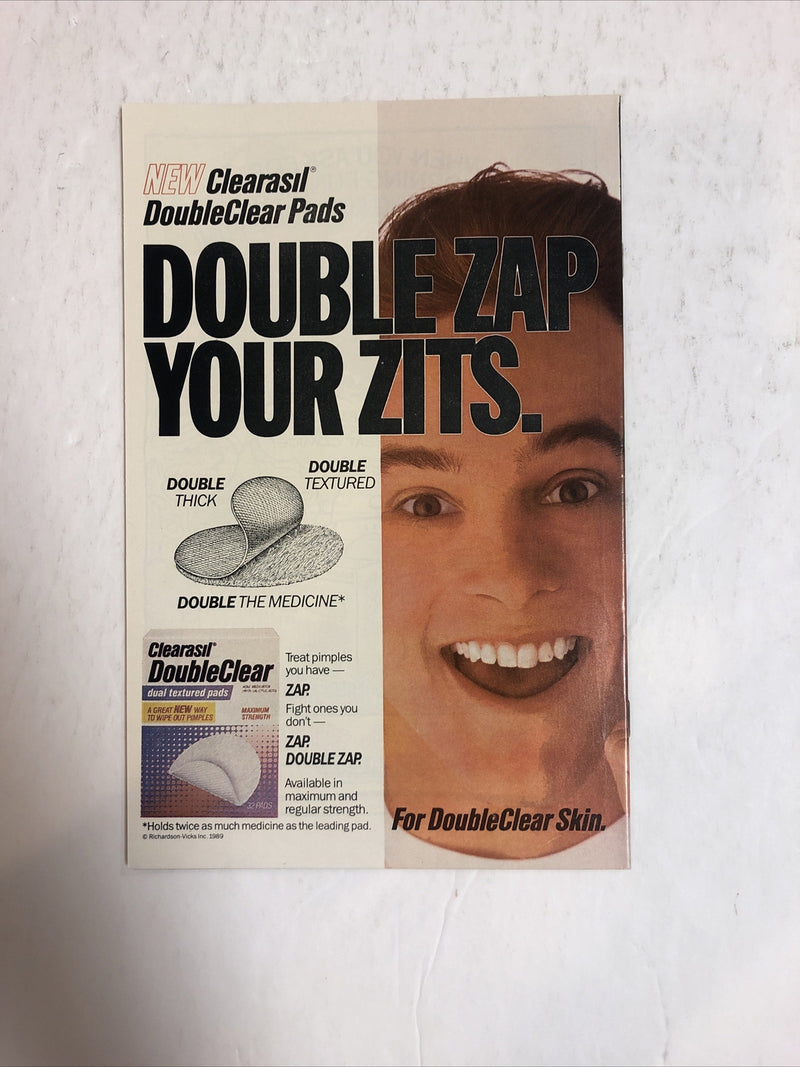 NEW Clearasil®
DoubleClear Pads
DOUBLE ZAP
YOUR ZITS.
DOUBLE
THICK
DOUBLE
TEXTURED
DOUBLE THE MEDICINE*
Clearasil®
DoubleClear
dual textured pads
A GREAT NEW WAY
TO WIPE OUT PIMPLES
MAXIMUM
STRENGTH
32 PADS
Treat pimples
you have —
ZAP.
Fight ones you
don't —
ZAP.
DOUBLE ZAP.
Available in
maximum and
regular strength.
*Holds twice as much medicine as the leading pad.
© Richardson-Vicks Inc. 1989
For DoubleClear Skin.